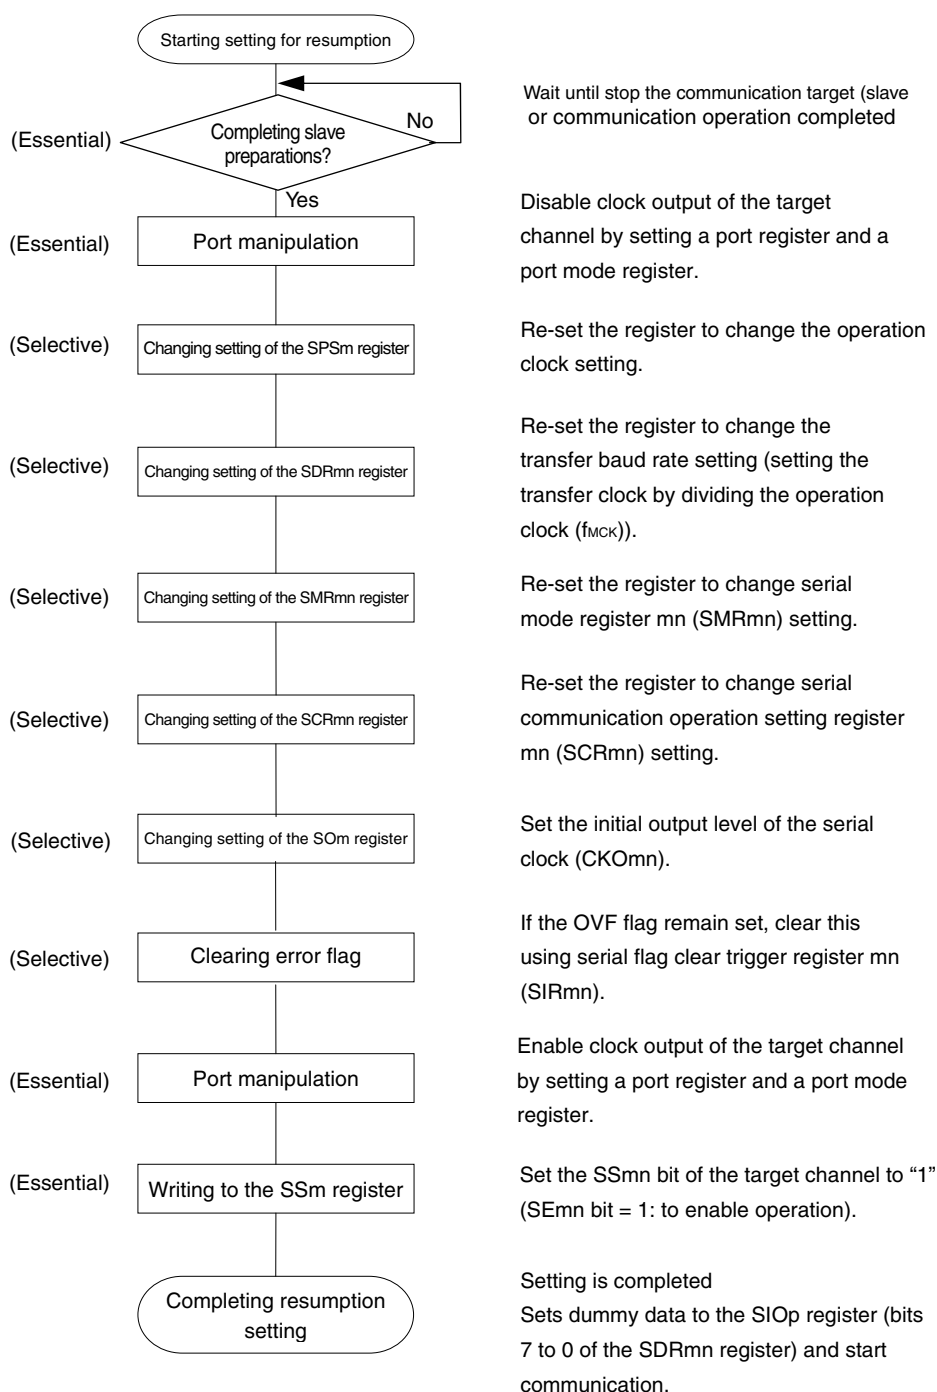 Starting setting for resumption
Wait until stop the communication target (slave
or communication operation completed
(Essential)
Completing slave
preparations?
No
Yes
(Essential)
Port manipulation
Disable clock output of the target
channel by setting a port register and a
port mode register.
(Selective)
Changing setting of the SPSm register
Re-set the register to change the operation
clock setting.
(Selective)
Changing setting of the SDRmn register
Re-set the register to change the
transfer baud rate setting (setting the
transfer clock by dividing the operation
clock (fMCK)).
(Selective)
Changing setting of the SMRmn register
Re-set the register to change serial
mode register mn (SMRmn) setting.
(Selective)
Changing setting of the SCRmn register
Re-set the register to change serial
communication operation setting register
mn (SCRmn) setting.
(Selective)
Changing setting of the SOm register
Set the initial output level of the serial
clock (CKOmn).
(Selective)
Clearing error flag
If the OVF flag remain set, clear this
using serial flag clear trigger register mn
(SIRmn).
(Essential)
Port manipulation
Enable clock output of the target channel
by setting a port register and a port mode
register.
(Essential)
Writing to the SSm register
Set the SSmn bit of the target channel to “1”
(SEmn bit = 1: to enable operation).
Completing resumption
setting
Setting is completed
Sets dummy data to the SIOp register (bits
7 to 0 of the SDRmn register) and start
communication.